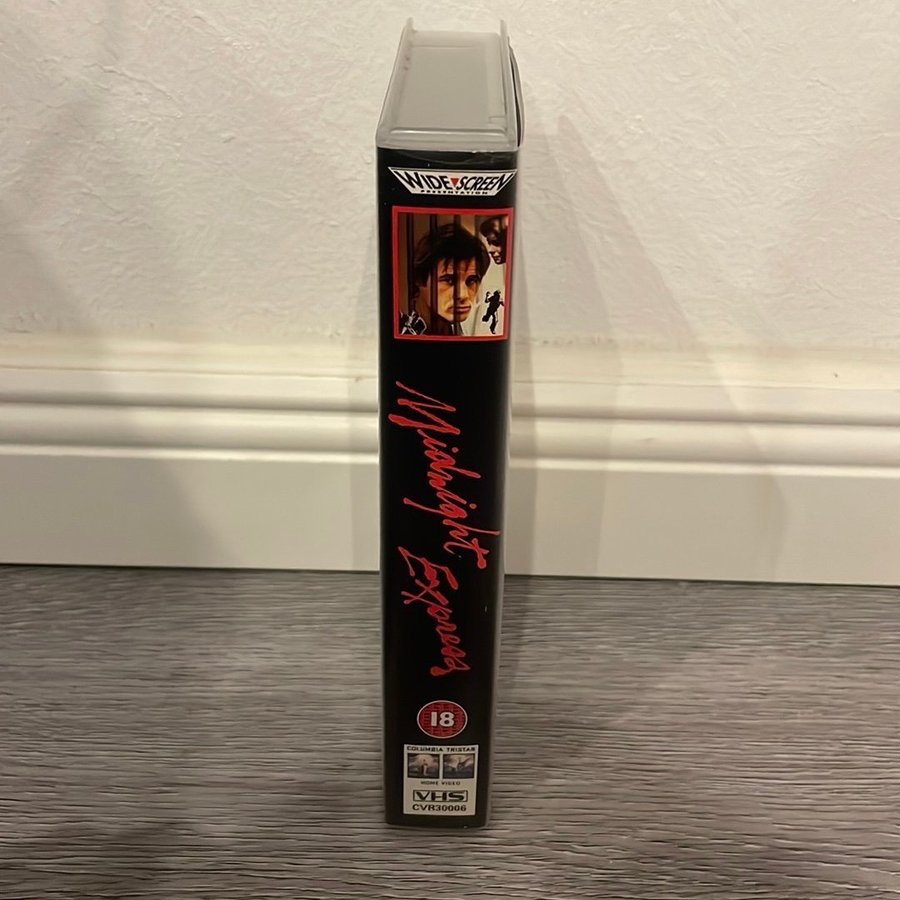 WIDE SCREEN
PRESENTATION
Midnight Express
18
COLUMBIA TRISTAR
HOME VIDEO
VHS
CVR30006